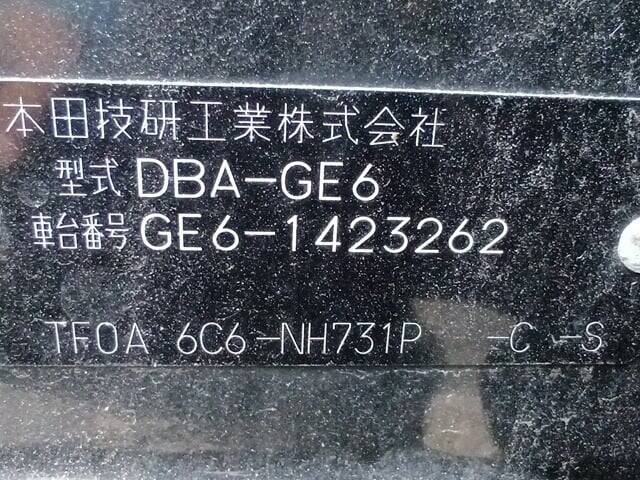 本田技研工業株式会社
型式 DBA-GE6
車台番号 GE6-1423262
TF0A 6C6-NH731P -C -S